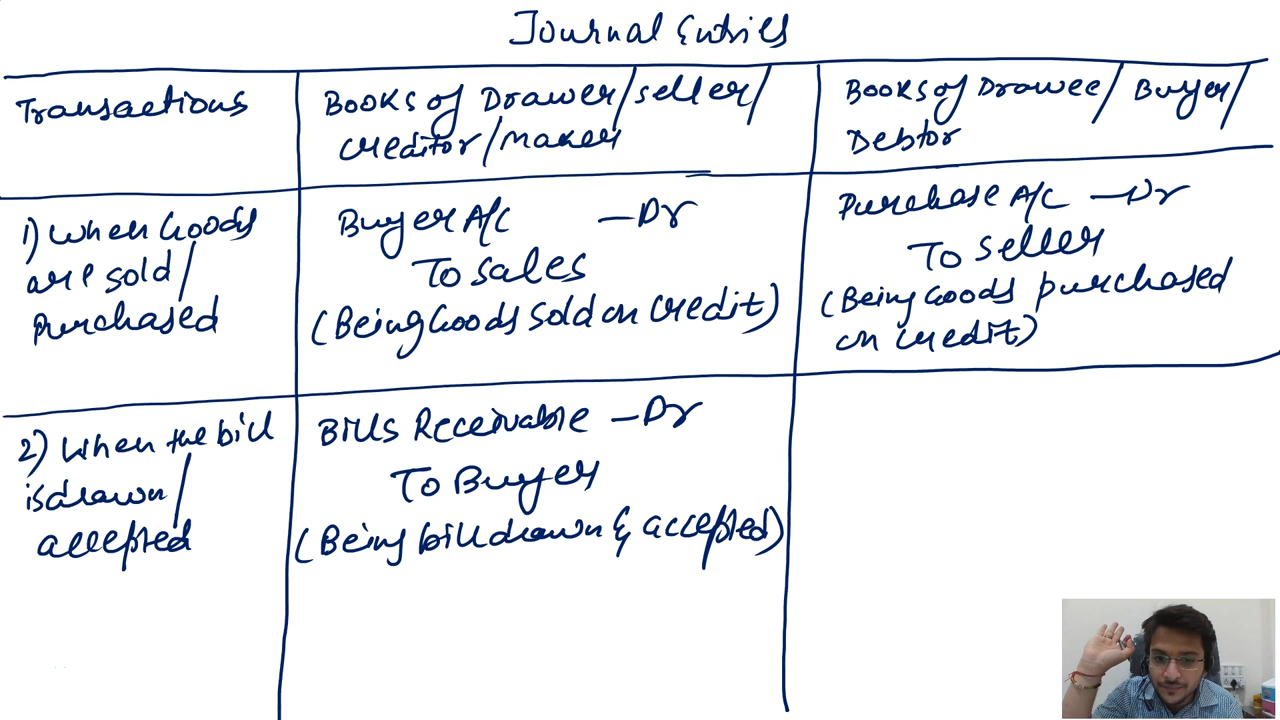 Journal Entries
Transactions
Books of Drawer/seller/
creditor/maker
Books of Drawee/ Buyer/
Debtor
1) When Goods
are sold/
Purchased
Buyer A/c -Dr
To sales
(Being Goods sold on credit)
Purchase A/c -Dr
To seller
(Being Goods purchased
on credit)
2) When the bill
is drawn/
accepted
Bills Receivable -Dr
To Buyer
(Being bill drawn & accepted)